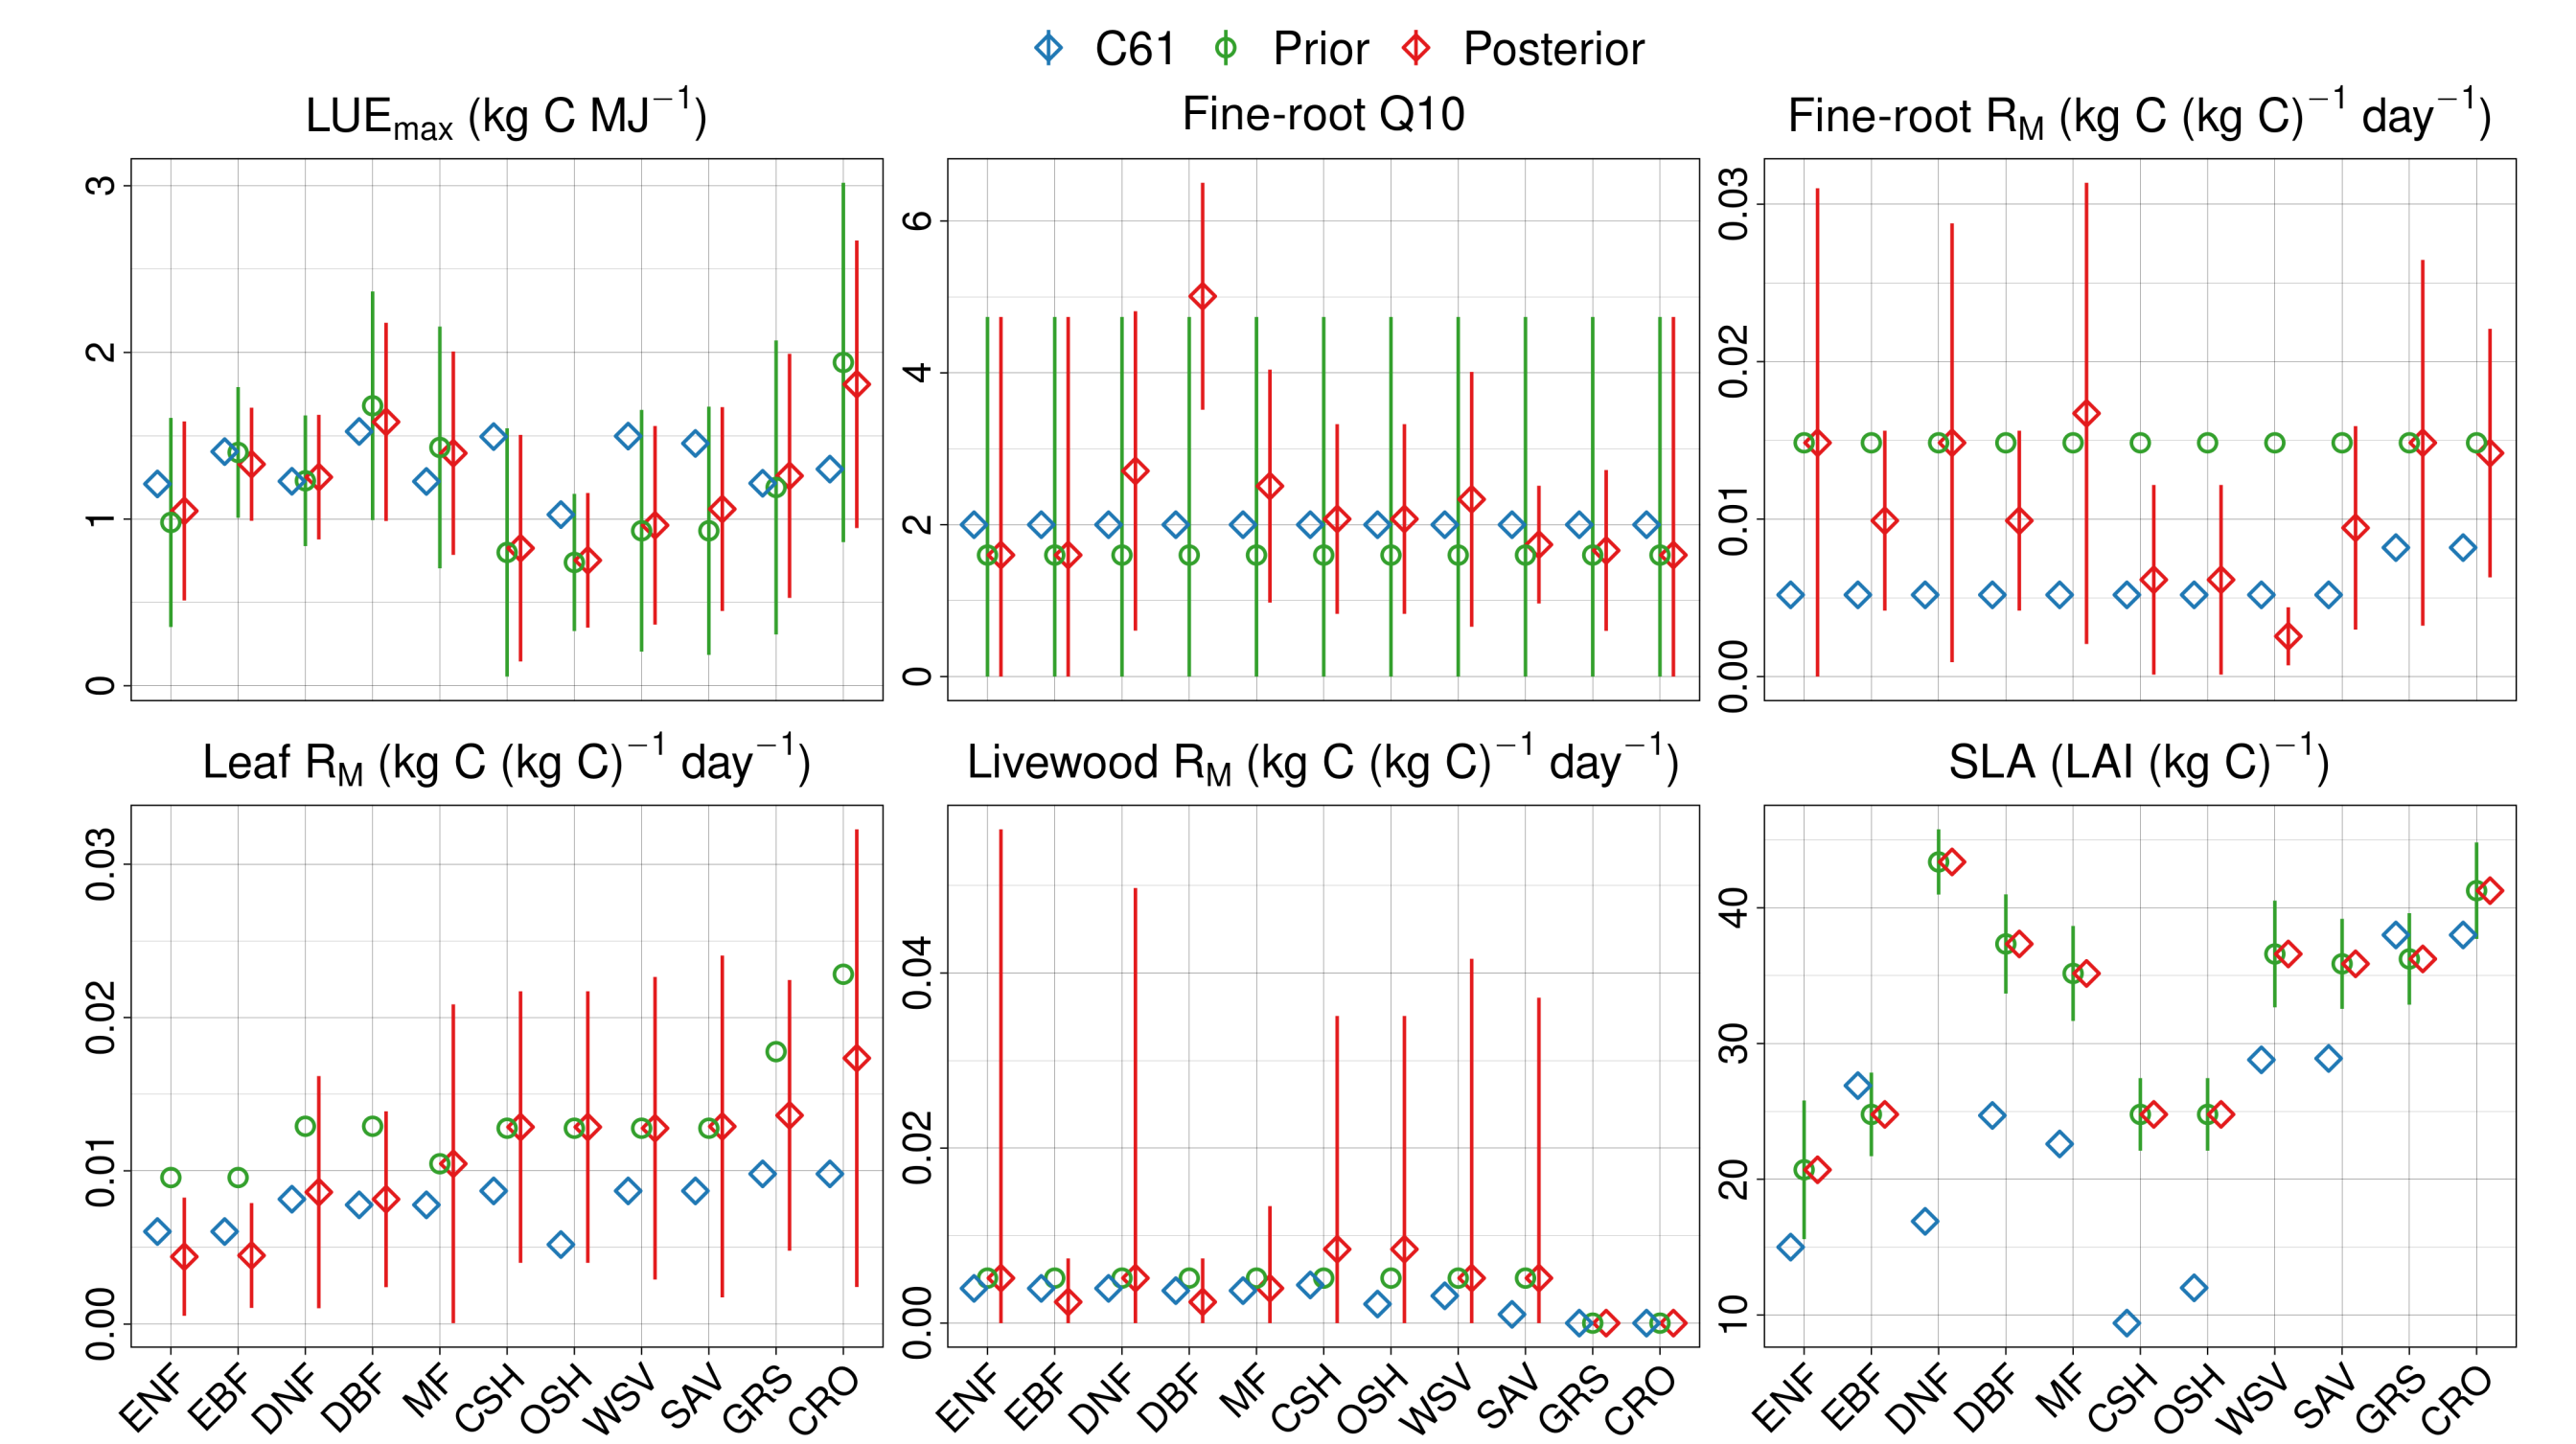 C61 Prior Posterior
LUEmax (kg C MJ−1)
Fine-root Q10
Fine-root RM (kg C (kg C)−1 day−1)
3
2
1
0
6
4
2
0
0.03
0.02
0.01
0.00
Leaf RM (kg C (kg C)−1 day−1)
Livewood RM (kg C (kg C)−1 day−1)
SLA (LAI (kg C)−1)
0.03
0.02
0.01
0.00
0.04
0.02
0.00
40
30
20
10
ENF EBF DNF DBF MF CSH OSH WSV SAV GRS CRO
ENF EBF DNF DBF MF CSH OSH WSV SAV GRS CRO
ENF EBF DNF DBF MF CSH OSH WSV SAV GRS CRO